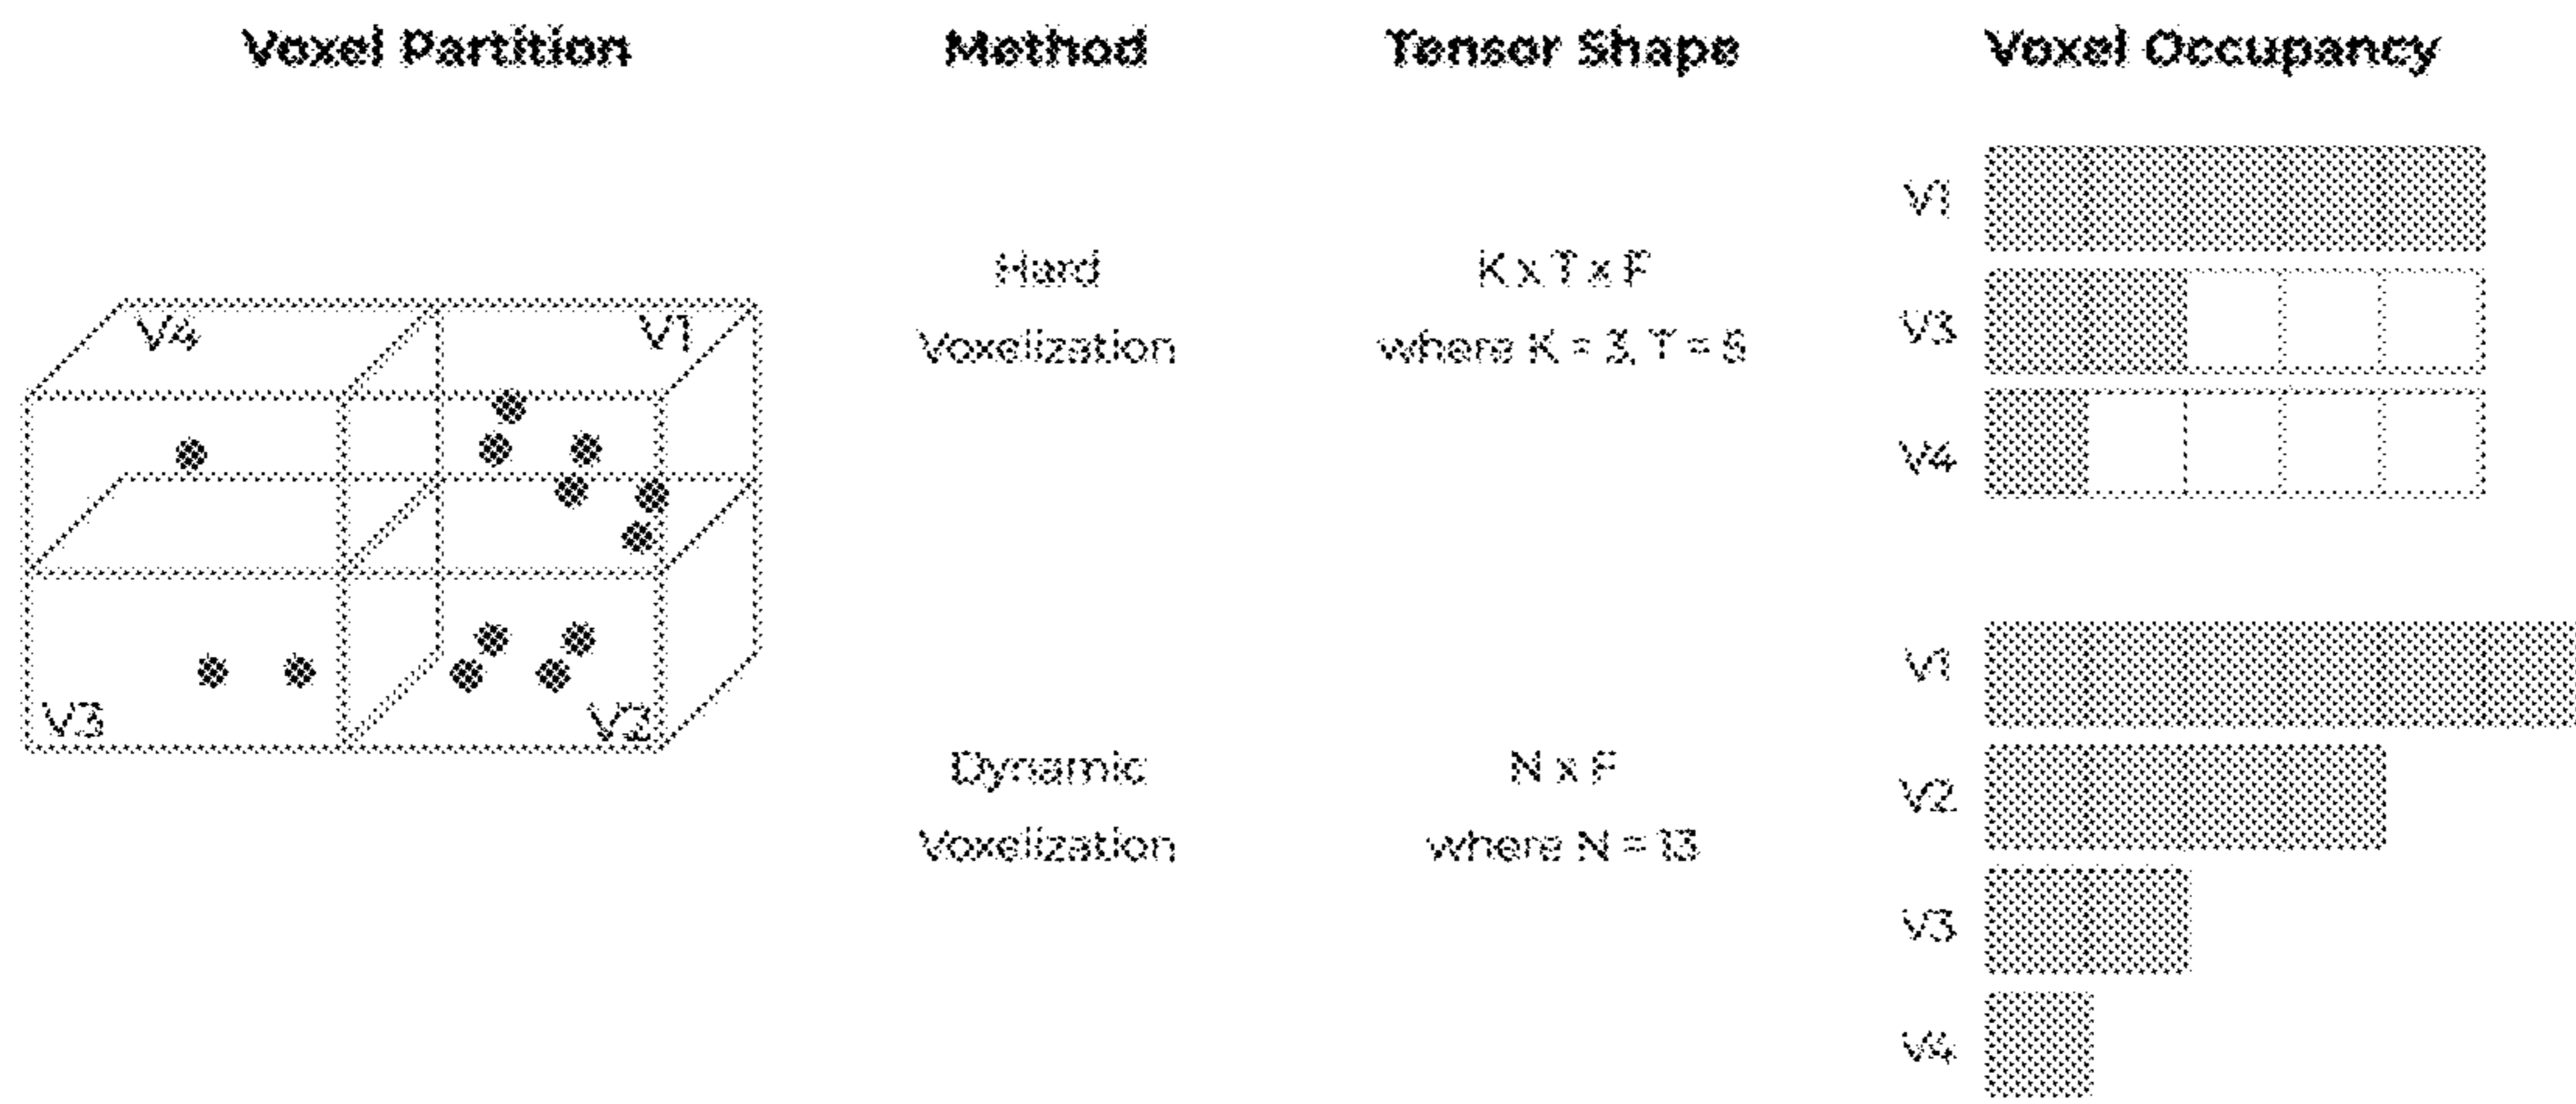 Voxel Partition
Method
Tensor Shape
Voxel Occupancy
V4
V1
V3
V2
Hard
Voxelization
K x T x F
where K = 3, T = 5
V1
V3
V4
Dynamic
Voxelization
N x F
where N = 13
V1
V2
V3
V4